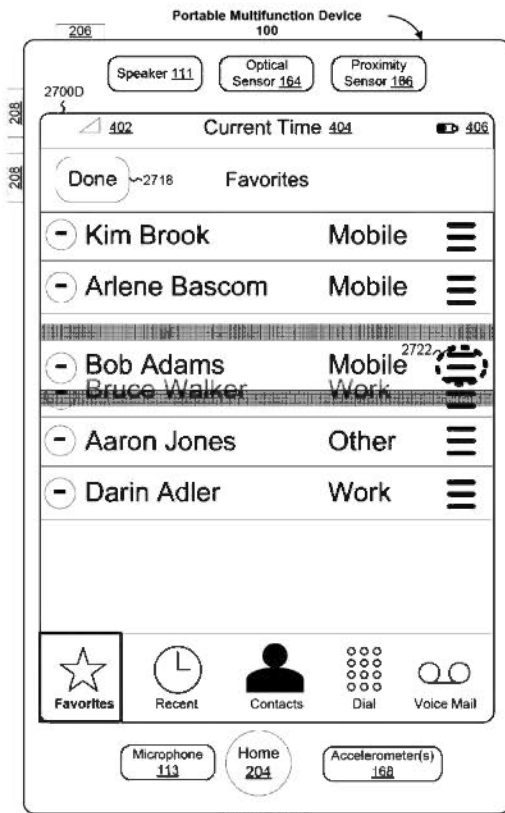 Portable Multifunction Device
206
100
Speaker 111
Optical
Sensor 164
Proximity
Sensor 166
2700D
208
208
402
Current Time 404
406
Done
2718
Favorites
Kim Brook
Mobile
Arlene Bascom
Mobile
Bob Adams
Mobile
2722
Bruce Walker
Work
Aaron Jones
Other
Darin Adler
Work
Favorites
Recent
Contacts
Dial
Voice Mail
Microphone
113
Home
204
Accelerometer(s)
168